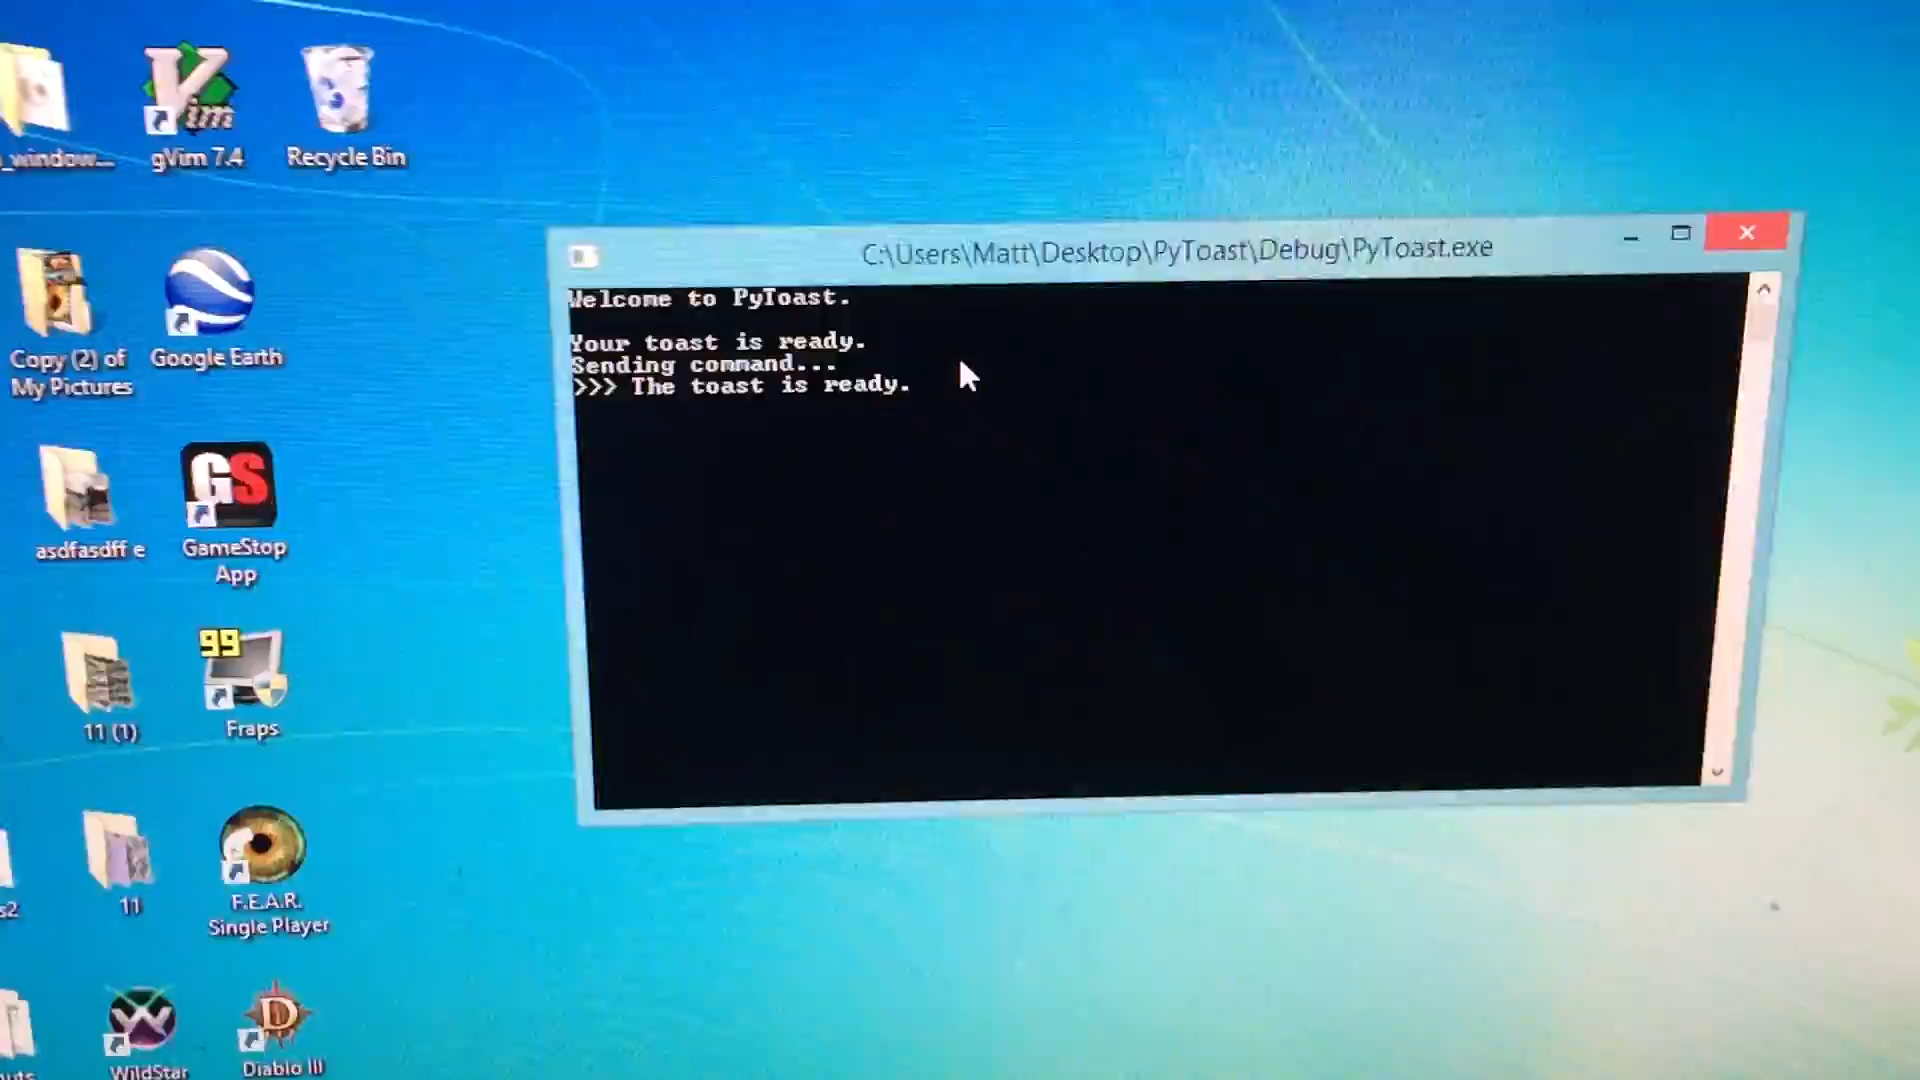 _window...
gVim 7.4
Recycle Bin
C:\Users\Matt\Desktop\PyToast\Debug\PyToast.exe
Welcome to PyToast.
Your toast is ready.
Sending command...
>>> The toast is ready.
Copy (2) of
My Pictures
Google Earth
asdfasdff e
GS
GameStop
App
11 (1)
99
Fraps
s2
11
F.E.A.R.
Single Player
WildStar
D
Diablo III